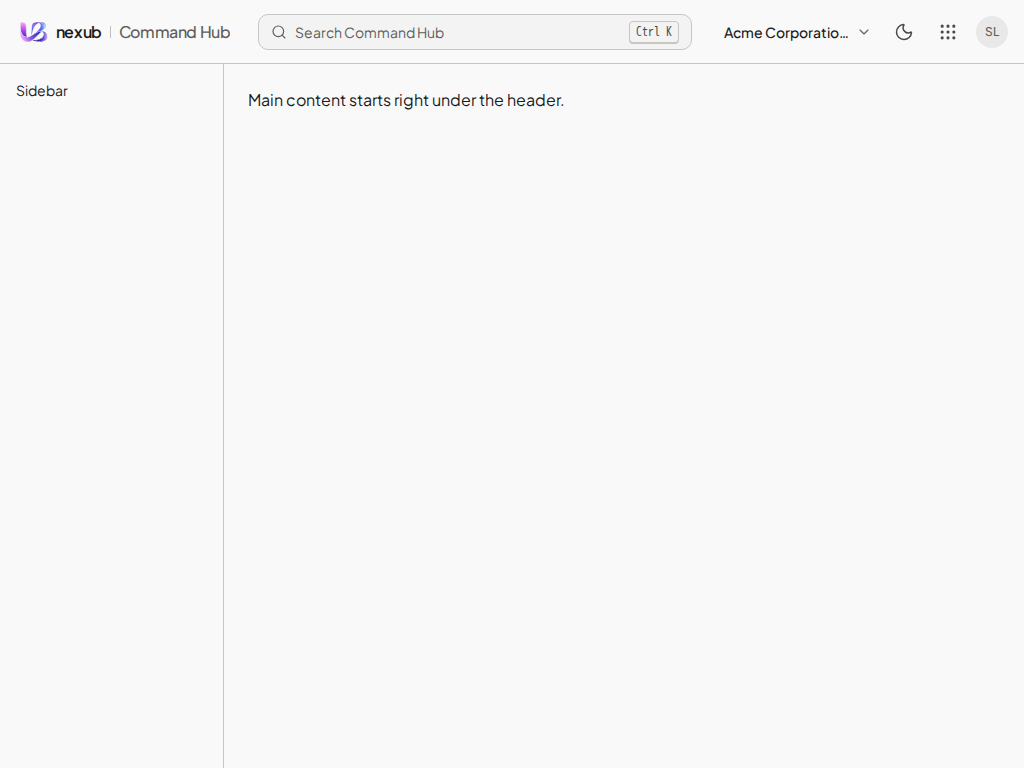 nexub | Command Hub
Search Command Hub
Ctrl K
Acme Corporatio…
SL
Sidebar
Main content starts right under the header.